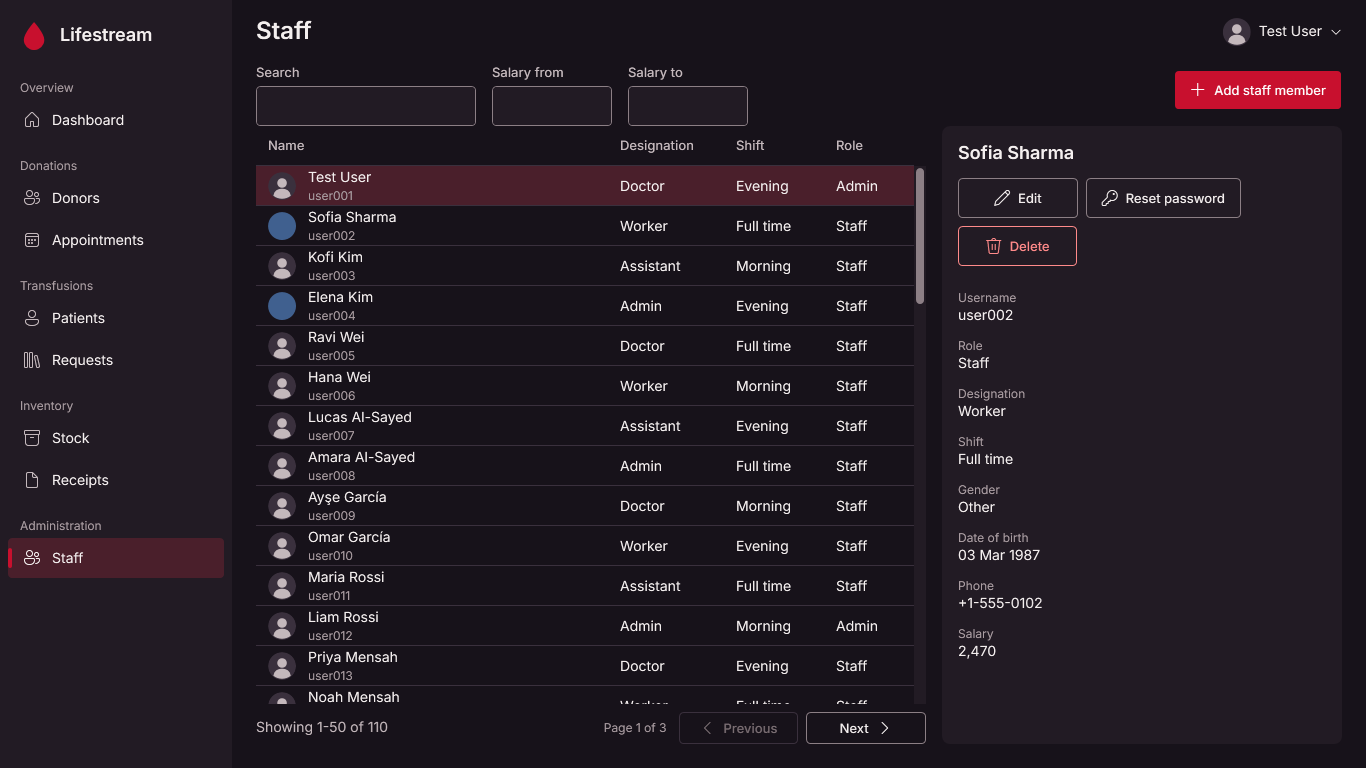 Lifestream
Overview
Dashboard
Donations
Donors
Appointments
Transfusions
Patients
Requests
Inventory
Stock
Receipts
Administration
Staff
Staff
Test User
Search
Salary from
Salary to
Add staff member
Name Designation Shift Role
Test User
user001
Doctor Evening Admin
Sofia Sharma
user002
Worker Full time Staff
Kofi Kim
user003
Assistant Morning Staff
Elena Kim
user004
Admin Evening Staff
Ravi Wei
user005
Doctor Full time Staff
Hana Wei
user006
Worker Morning Staff
Lucas Al-Sayed
user007
Assistant Evening Staff
Amara Al-Sayed
user008
Admin Full time Staff
Ayşe García
user009
Doctor Morning Staff
Omar García
user010
Worker Evening Staff
Maria Rossi
user011
Assistant Full time Staff
Liam Rossi
user012
Admin Morning Admin
Priya Mensah
user013
Doctor Evening Staff
Noah Mensah
Worker Full time Staff
Showing 1-50 of 110
Page 1 of 3
Previous
Next
Sofia Sharma
Edit
Reset password
Delete
Username
user002
Role
Staff
Designation
Worker
Shift
Full time
Gender
Other
Date of birth
03 Mar 1987
Phone
+1-555-0102
Salary
2,470